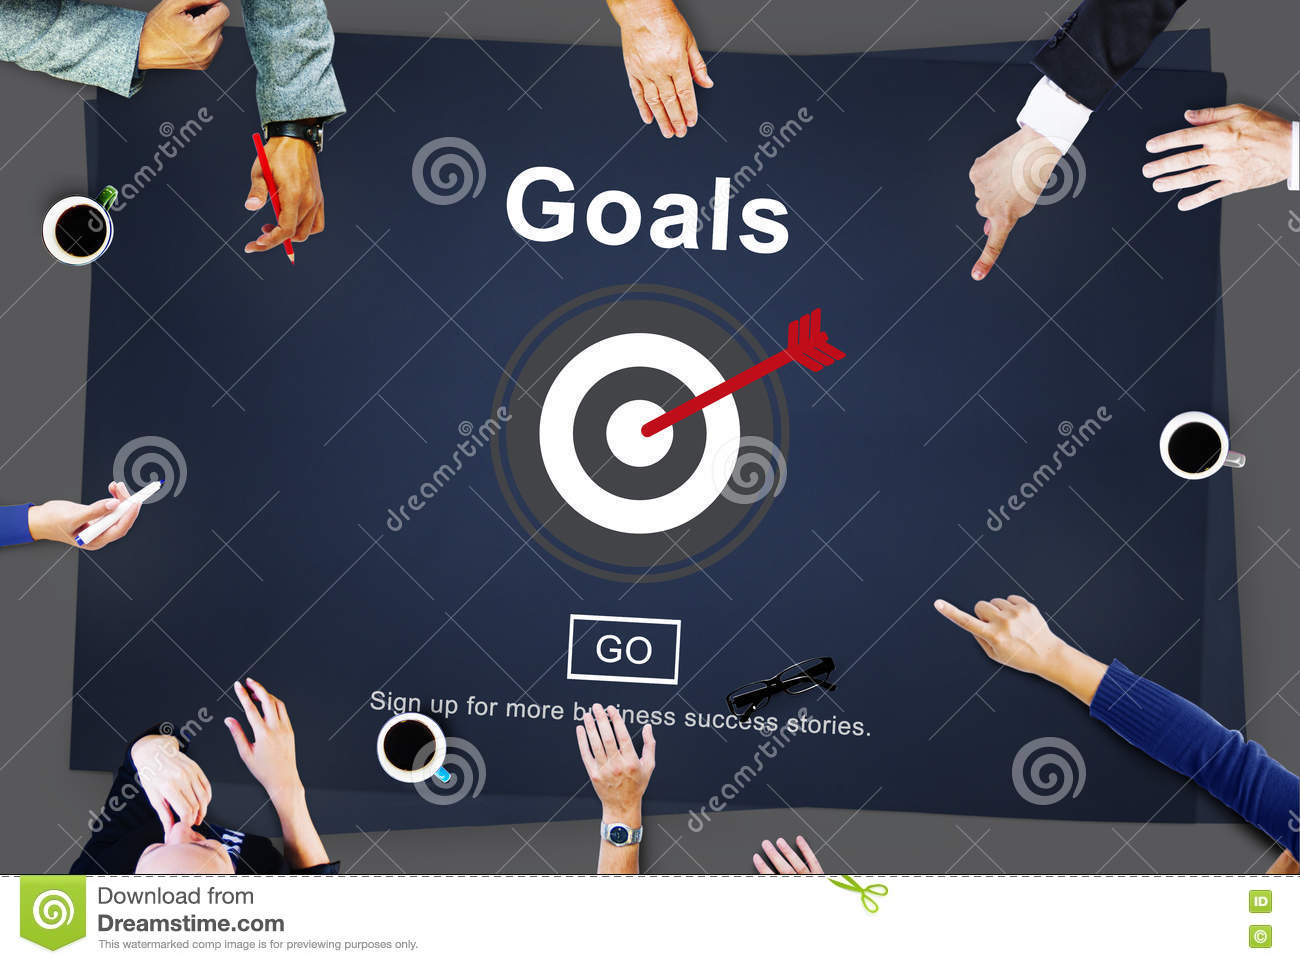 Goals
GO
Sign up for more business success stories.
dreamstime
dreamstime
dreamstime
dreamstime
dreamstime
dreamstime
Download from
Dreamstime.com
This watermarked comp image is for previewing purposes only.
ID
©